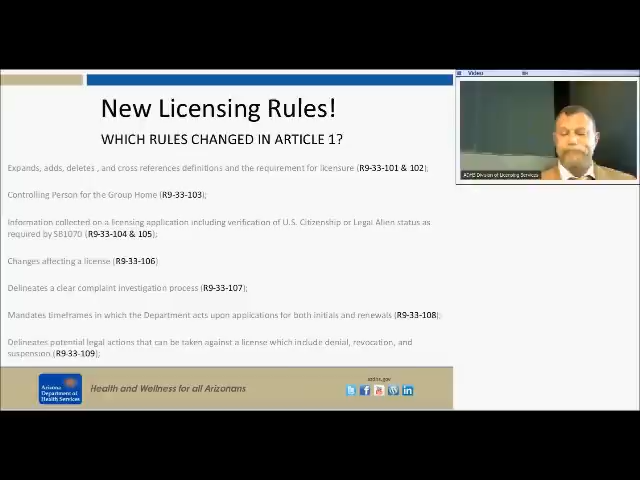 New Licensing Rules!
WHICH RULES CHANGED IN ARTICLE 1?
Expands, adds, deletes , and cross references definitions and the requirement for licensure (R9-33-101 & 102);
Controlling Person for the Group Home (R9-33-103);
Information collected on a licensing application including verification of U.S. Citizenship or Legal Alien status as
required by SB1070 (R9-33-104 & 105);
Changes affecting a license (R9-33-106)
Delineates a clear complaint investigation process (R9-33-107);
Mandates timeframes in which the Department acts upon applications for both initials and renewals (R9-33-108);
Delineates potential legal actions that can be taken against a license which include denial, revocation, and
suspension (R9-33-109);
Arizona
Department of
Health Services
Health and Wellness for all Arizonans
azdhs.gov
Video
ADHS Division of Licensing Services